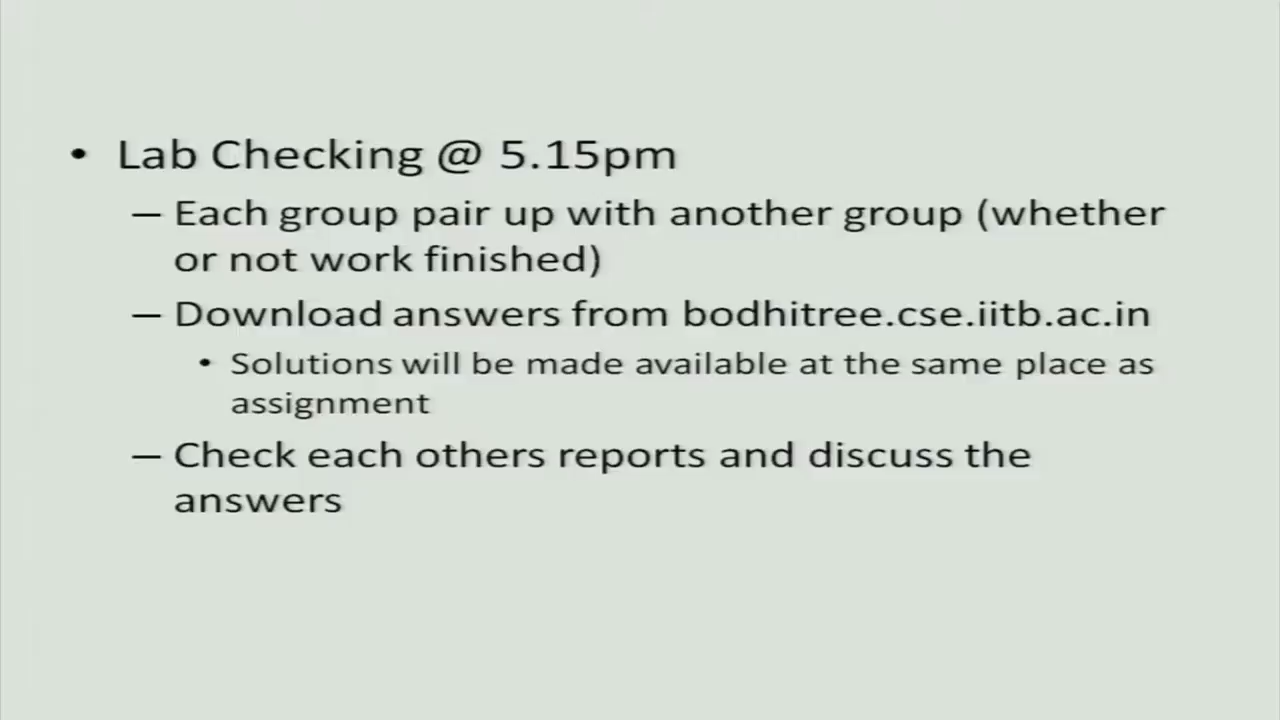 • Lab Checking @ 5.15pm
– Each group pair up with another group (whether
or not work finished)
– Download answers from bodhitree.cse.iitb.ac.in
• Solutions will be made available at the same place as
assignment
– Check each others reports and discuss the
answers